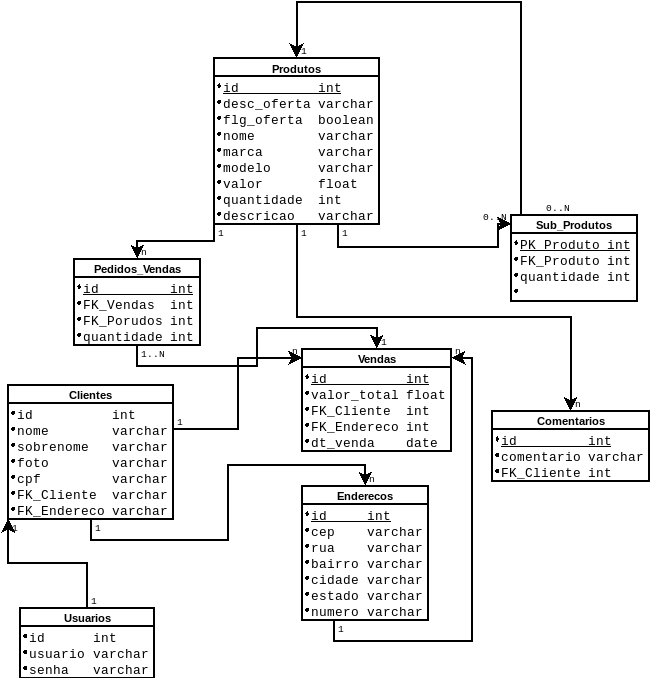 1
Produtos
id int
desc_oferta varchar
flg_oferta boolean
nome varchar
marca varchar
modelo varchar
valor float
quantidade int
descricao varchar
1
1
1
0..N
0..N
Sub_Produtos
PK_Produto int
FK_Produto int
quantidade int
n
Pedidos_Vendas
id int
FK_Vendas int
FK_Porudos int
quantidade int
1..N
1
n
n
Vendas
id int
valor_total float
FK_Cliente int
FK_Endereco int
dt_venda date
Clientes
id int
nome varchar
sobrenome varchar
foto varchar
cpf varchar
FK_Cliente varchar
FK_Endereco varchar
1
1
1
n
Comentarios
id int
comentario varchar
FK_Cliente int
n
Enderecos
id int
cep varchar
rua varchar
bairro varchar
cidade varchar
estado varchar
numero varchar
1
1
Usuarios
id int
usuario varchar
senha varchar